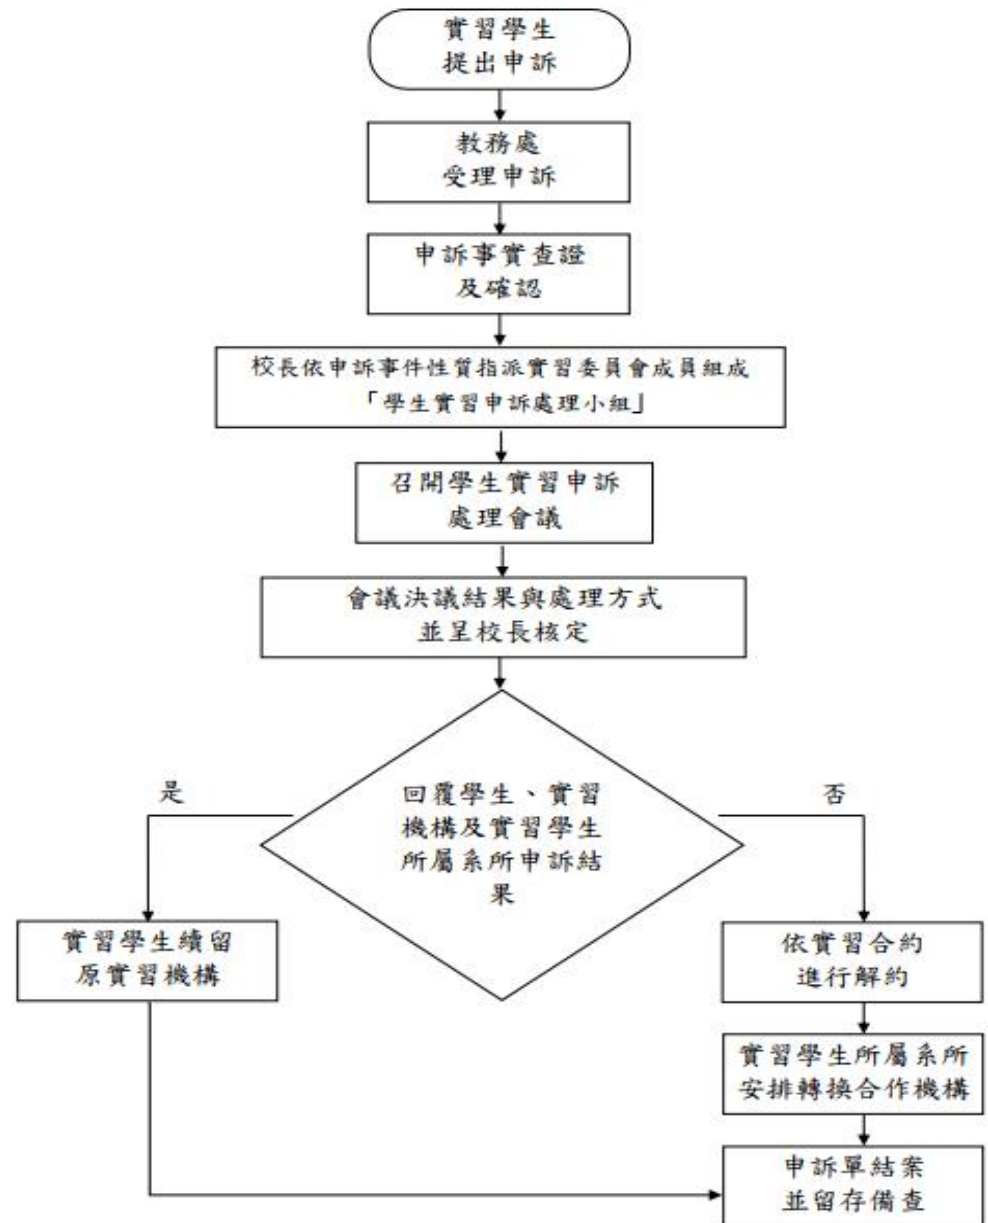 實習學生
提出申訴
教務處
受理申訴
申訴事實查證
及確認
校長依申訴事件性質指派實習委員會成員組成
「學生實習申訴處理小組」
召開學生實習申訴
處理會議
會議決議結果與處理方式
並呈校長核定
回覆學生、實習
機構及實習學生
所屬系所申訴結
果
是
否
實習學生續留
原實習機構
依實習合約
進行解約
實習學生所屬系所
安排轉換合作機構
申訴單結案
並留存備查